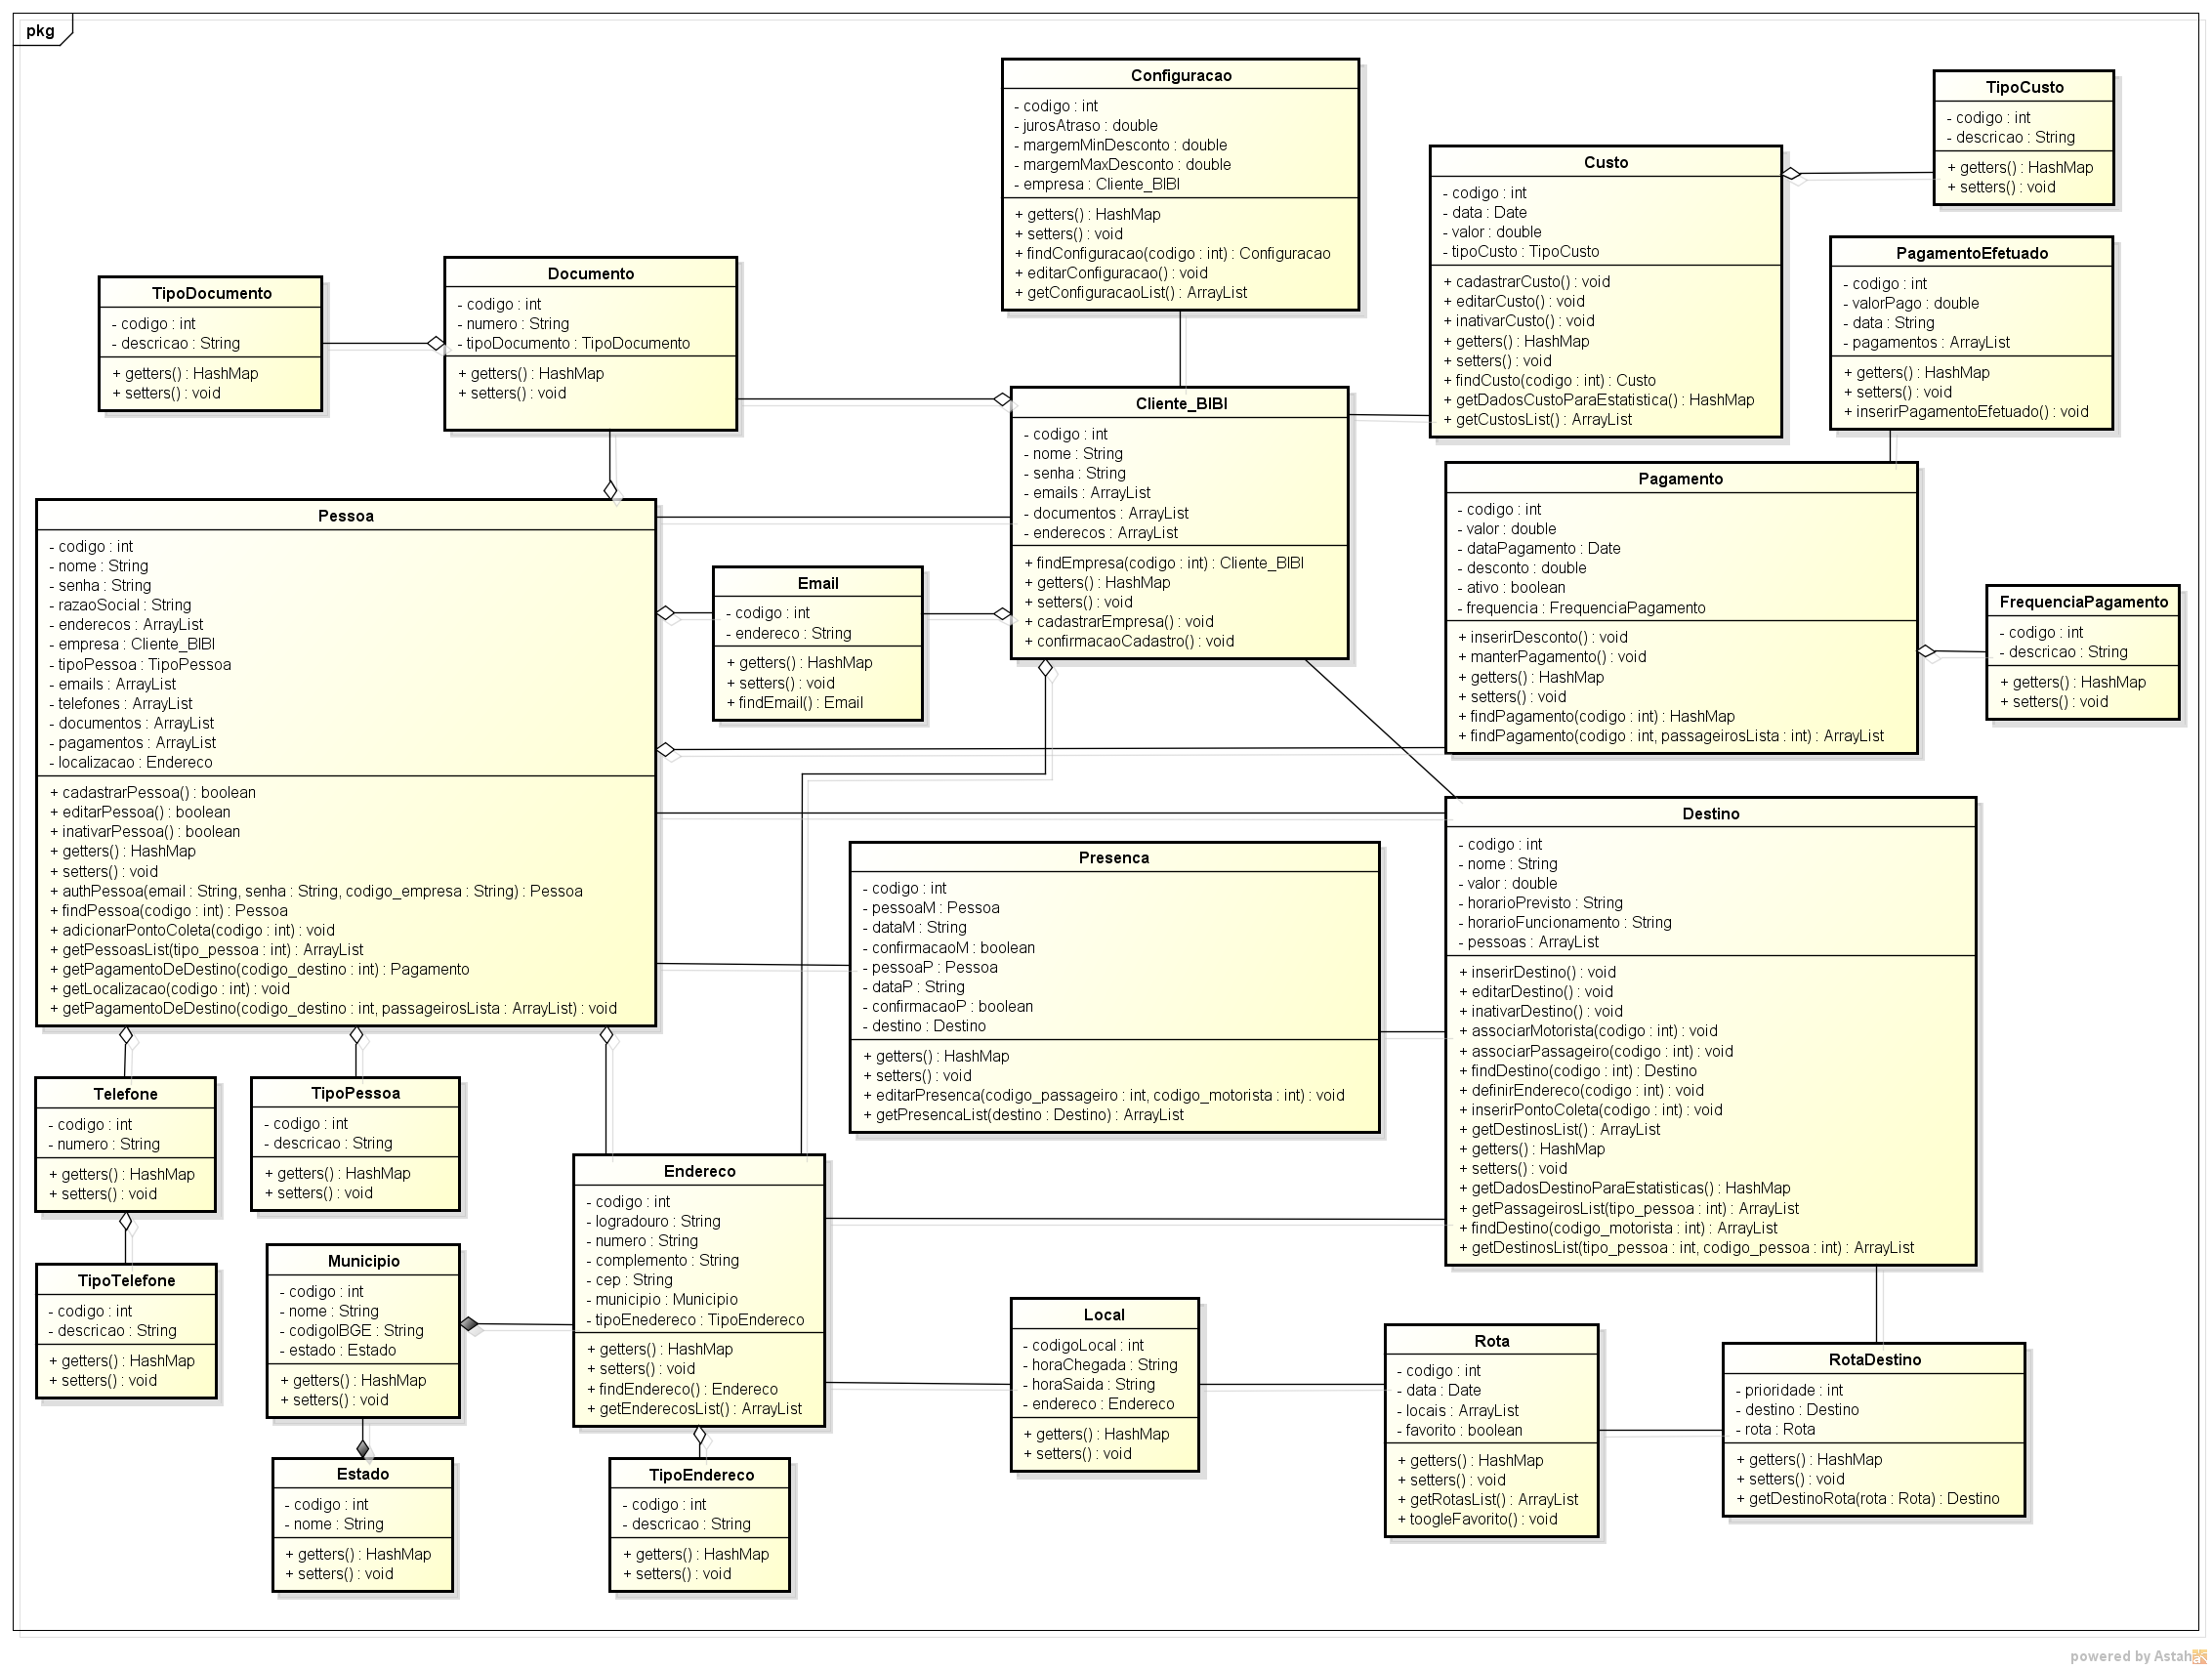 pkg
Configuracao
- codigo : int
- jurosAtraso : double
- margemMinDesconto : double
- margemMaxDesconto : double
- empresa : Cliente_BIBI
+ getters() : HashMap
+ setters() : void
+ findConfiguracao(codigo : int) : Configuracao
+ editarConfiguracao() : void
+ getConfiguracaoList() : ArrayList
TipoCusto
- codigo : int
- descricao : String
+ getters() : HashMap
+ setters() : void
Custo
- codigo : int
- data : Date
- valor : double
- tipoCusto : TipoCusto
+ cadastrarCusto() : void
+ editarCusto() : void
+ inativarCusto() : void
+ getters() : HashMap
+ setters() : void
+ findCusto(codigo : int) : Custo
+ getDadosCustoParaEstatistica() : HashMap
+ getCustosList() : ArrayList
PagamentoEfetuado
- codigo : int
- valorPago : double
- data : String
- pagamentos : ArrayList
+ getters() : HashMap
+ setters() : void
+ inserirPagamentoEfetuado() : void
TipoDocumento
- codigo : int
- descricao : String
+ getters() : HashMap
+ setters() : void
Documento
- codigo : int
- numero : String
- tipoDocumento : TipoDocumento
+ getters() : HashMap
+ setters() : void
Cliente_BIBI
- codigo : int
- nome : String
- senha : String
- emails : ArrayList
- documentos : ArrayList
- enderecos : ArrayList
+ findEmpresa(codigo : int) : Cliente_BIBI
+ getters() : HashMap
+ setters() : void
+ cadastrarEmpresa() : void
+ confirmacaoCadastro() : void
Pagamento
- codigo : int
- valor : double
- dataPagamento : Date
- desconto : double
- ativo : boolean
- frequencia : FrequenciaPagamento
+ inserirDesconto() : void
+ manterPagamento() : void
+ getters() : HashMap
+ setters() : void
+ findPagamento(codigo : int) : HashMap
+ findPagamento(codigo : int, passageirosLista : int) : ArrayList
FrequenciaPagamento
- codigo : int
- descricao : String
+ getters() : HashMap
+ setters() : void
Pessoa
- codigo : int
- nome : String
- senha : String
- razaoSocial : String
- enderecos : ArrayList
- empresa : Cliente_BIBI
- tipoPessoa : TipoPessoa
- emails : ArrayList
- telefones : ArrayList
- documentos : ArrayList
- pagamentos : ArrayList
- localizacao : Endereco
+ cadastrarPessoa() : boolean
+ editarPessoa() : boolean
+ inativarPessoa() : boolean
+ getters() : HashMap
+ setters() : void
+ authPessoa(email : String, senha : String, codigo_empresa : String) : Pessoa
+ findPessoa(codigo : int) : Pessoa
+ adicionarPontoColeta(codigo : int) : void
+ getPessoasList(tipo_pessoa : int) : ArrayList
+ getPagamentoDeDestino(codigo_destino : int) : Pagamento
+ getLocalizacao(codigo : int) : void
+ getPagamentoDeDestino(codigo_destino : int, passageirosLista : ArrayList) : void
Email
- codigo : int
- endereco : String
+ getters() : HashMap
+ setters() : void
+ findEmail() : Email
Presenca
- codigo : int
- pessoaM : Pessoa
- dataM : String
- confirmacaoM : boolean
- pessoaP : Pessoa
- dataP : String
- confirmacaoP : boolean
- destino : Destino
+ getters() : HashMap
+ setters() : void
+ editarPresenca(codigo_passageiro : int, codigo_motorista : int) : void
+ getPresencaList(destino : Destino) : ArrayList
Destino
- codigo : int
- nome : String
- valor : double
- horarioPrevisto : String
- horarioFuncionamento : String
- pessoas : ArrayList
+ inserirDestino() : void
+ editarDestino() : void
+ inativarDestino() : void
+ associarMotorista(codigo : int) : void
+ associarPassageiro(codigo : int) : void
+ findDestino(codigo : int) : Destino
+ definirEndereco(codigo : int) : void
+ inserirPontoColeta(codigo : int) : void
+ getDestinosList() : ArrayList
+ getters() : HashMap
+ setters() : void
+ getDadosDestinoParaEstatisticas() : HashMap
+ getPassageirosList(tipo_pessoa : int) : ArrayList
+ findDestino(codigo_motorista : int) : ArrayList
+ getDestinosList(tipo_pessoa : int, codigo_pessoa : int) : ArrayList
Telefone
- codigo : int
- numero : String
+ getters() : HashMap
+ setters() : void
TipoPessoa
- codigo : int
- descricao : String
+ getters() : HashMap
+ setters() : void
Endereco
- codigo : int
- logradouro : String
- numero : String
- complemento : String
- cep : String
- municipio : Municipio
- tipoEnedereco : TipoEndereco
+ getters() : HashMap
+ setters() : void
+ findEndereco() : Endereco
+ getEnderecosList() : ArrayList
TipoTelefone
- codigo : int
- descricao : String
+ getters() : HashMap
+ setters() : void
Municipio
- codigo : int
- nome : String
- codigoIBGE : String
- estado : Estado
+ getters() : HashMap
+ setters() : void
Local
- codigoLocal : int
- horaChegada : String
- horaSaida : String
- endereco : Endereco
+ getters() : HashMap
+ setters() : void
Rota
- codigo : int
- data : Date
- locais : ArrayList
- favorito : boolean
+ getters() : HashMap
+ setters() : void
+ getRotasList() : ArrayList
+ toogleFavorito() : void
RotaDestino
- prioridade : int
- destino : Destino
- rota : Rota
+ getters() : HashMap
+ setters() : void
+ getDestinoRota(rota : Rota) : Destino
Estado
- codigo : int
- nome : String
+ getters() : HashMap
+ setters() : void
TipoEndereco
- codigo : int
- descricao : String
+ getters() : HashMap
+ setters() : void
powered by Astah